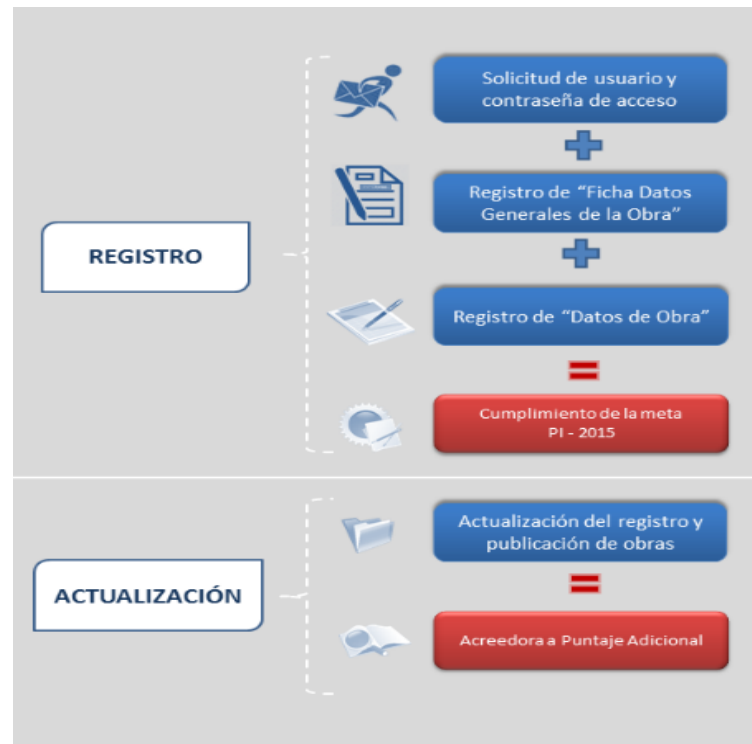 Solicitud de usuario y
contraseña de acceso
Registro de “Ficha Datos
Generales de la Obra”
REGISTRO
Registro de “Datos de Obra”
Cumplimiento de la meta
PI - 2015
Actualización del registro y
publicación de obras
ACTUALIZACIÓN
Acreedora a Puntaje Adicional